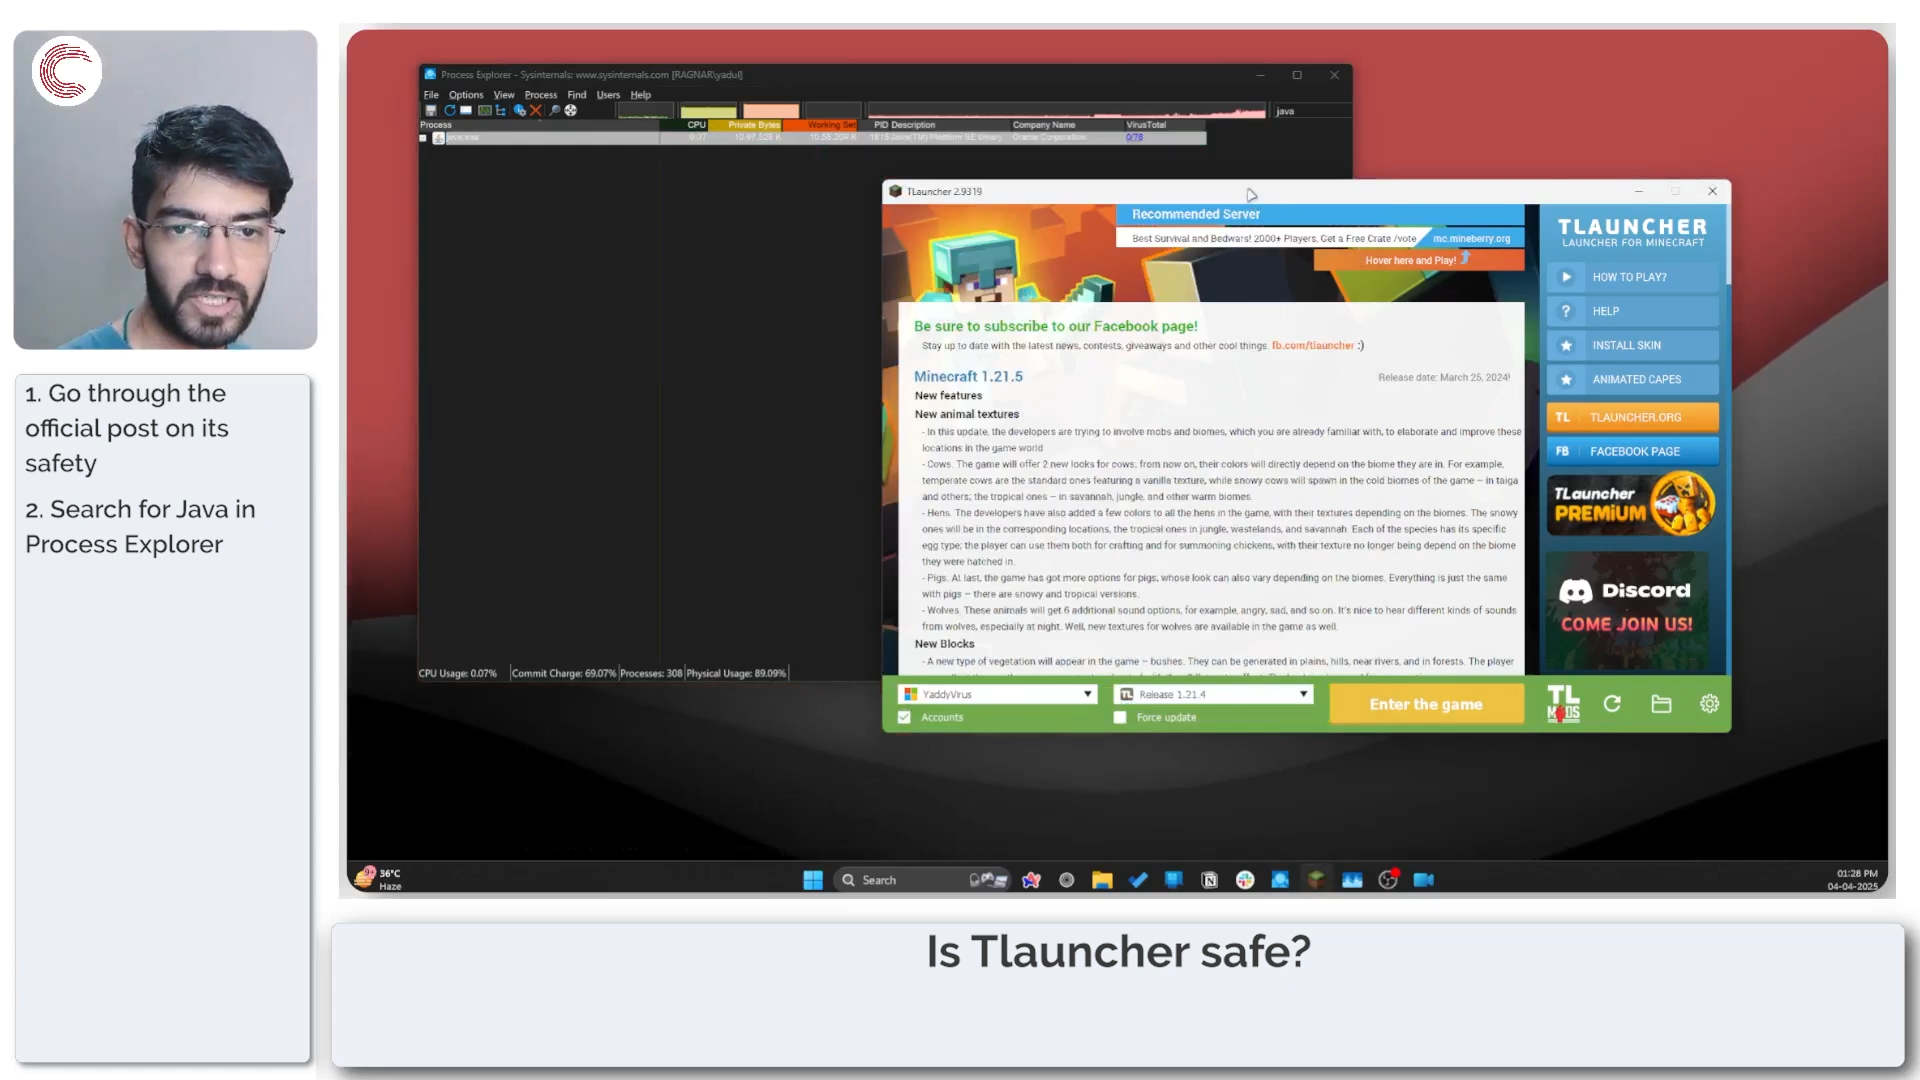 1. Go through the
official post on its
safety
2. Search for Java in
Process Explorer
Process Explorer - Sysinternals: www.sysinternals.com [RAGNAR\yadul]
File Options View Process Find Users Help
java
Process CPU Private Bytes Working Set PID Description Company Name VirusTotal
0/76
CPU Usage: 0.07% Commit Charge: 69.07% Processes: 308 Physical Usage: 89.09%
TLauncher 2.9319
Recommended Server
Best Survival and Bedwars! 2000+ Players, Get a Free Crate /vote mc.mineberry.org
Hover here and Play!
Be sure to subscribe to our Facebook page!
Stay up to date with the latest news, contests, giveaways and other cool things. fb.com/tlauncher :)
Minecraft 1.21.5 Release date: March 25, 2024!
New features
New animal textures
- In this update, the developers are trying to involve mobs and biomes, which you are already familiar with, to elaborate and improve these
locations in the game world
- Cows. The game will offer 2 new looks for cows; from now on, their colors will directly depend on the biome they are in. For example,
temperate cows are the standard ones featuring a vanilla texture, while snowy cows will spawn in the cold biomes of the game – in taiga
and others; the tropical ones – in savannah, jungle, and other warm biomes.
- Hens. The developers have also added a few colors to all the hens in the game, with their textures depending on the biomes. The snowy
ones will be in the corresponding locations, the tropical ones in jungle, wastelands, and savannah. Each of the species has its specific
egg type; the player can use them both for crafting and for summoning chickens, with their texture no longer being depend on the biome
they were hatched in.
- Pigs. At last, the game has got more options for pigs, whose look can also vary depending on the biomes. Everything is just the same
with pigs – there are snowy and tropical versions.
- Wolves. These animals will get 6 additional sound options, for example, angry, sad, and so on. It's nice to hear different kinds of sounds
from wolves, especially at night. Well, new textures for wolves are available in the game as well.
New Blocks
- A new type of vegetation will appear in the game – bushes. They can be generated in plains, hills, near rivers, and in forests. The player
TLAUNCHER
LAUNCHER FOR MINECRAFT
HOW TO PLAY?
? HELP
INSTALL SKIN
ANIMATED CAPES
TL TLAUNCHER.ORG
FB FACEBOOK PAGE
TLauncher
PREMIUM
Discord
COME JOIN US!
YaddyVirus
Accounts
Release 1.21.4
Force update
Enter the game
TL
MODS
9+ 36°C
Haze
Search
01:28 PM
04-04-2025
Is Tlauncher safe?